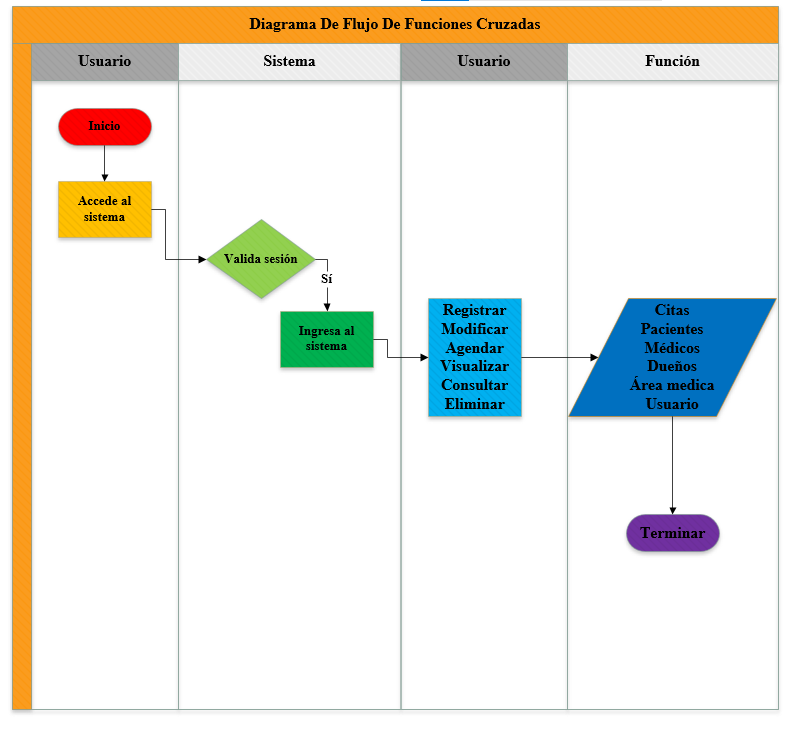 Diagrama De Flujo De Funciones Cruzadas
Usuario
Sistema
Usuario
Función
Inicio
Accede al
sistema
Valida sesión
Sí
Ingresa al
sistema
Registrar
Modificar
Agendar
Visualizar
Consultar
Eliminar
Citas
Pacientes
Médicos
Dueños
Área medica
Usuario
Terminar